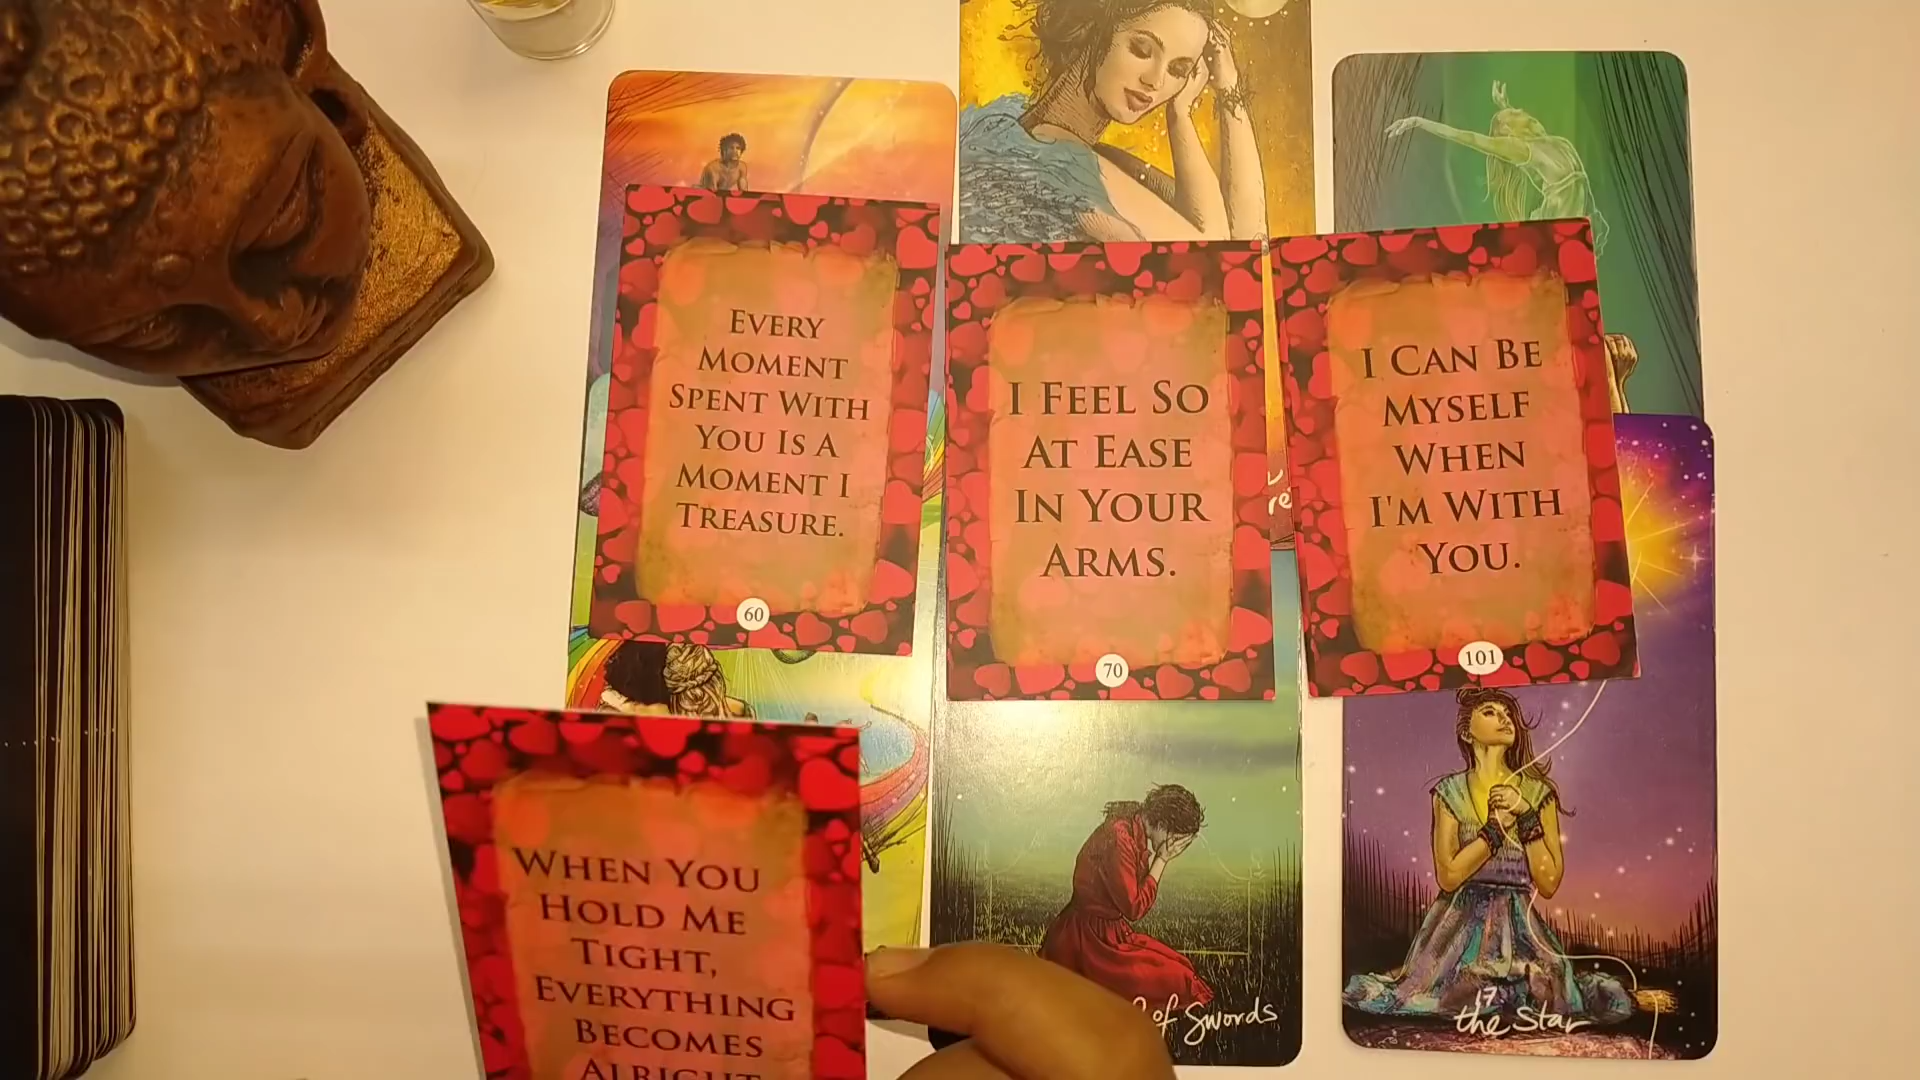 EVERY
MOMENT
SPENT WITH
YOU IS A
MOMENT I
TREASURE.
60
I FEEL SO
AT EASE
IN YOUR
ARMS.
70
I CAN BE
MYSELF
WHEN
I'M WITH
YOU.
101
WHEN YOU
HOLD ME
TIGHT,
EVERYTHING
BECOMES
ALRIGHT
of Swords
17
the Star